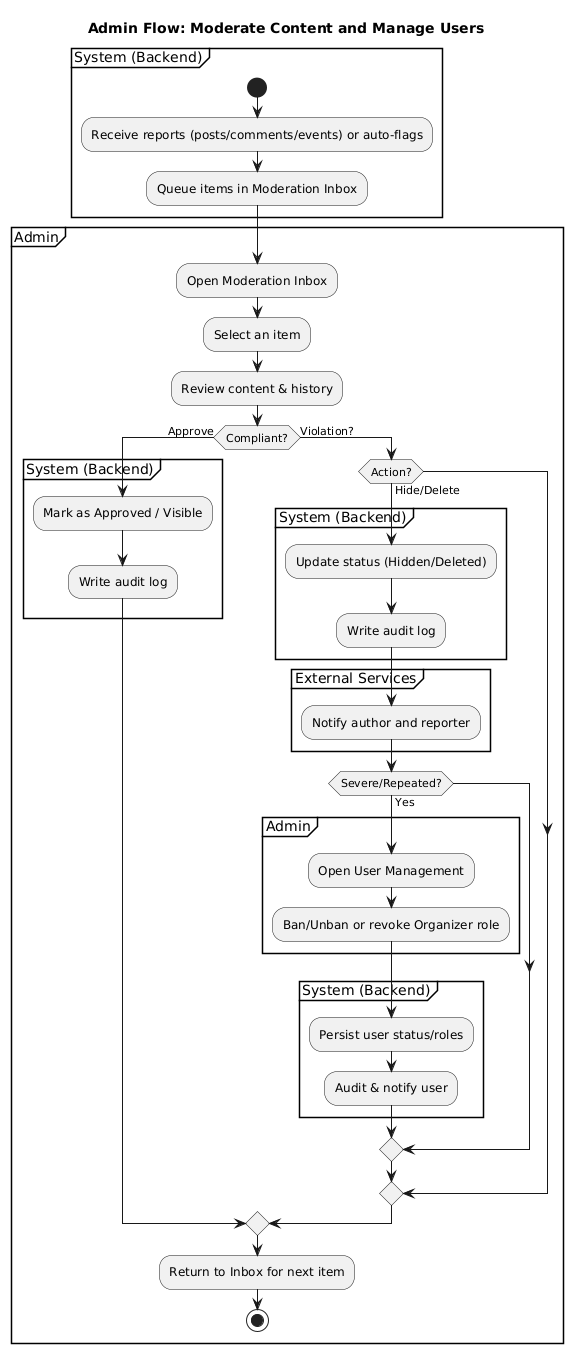 Admin Flow: Moderate Content and Manage Users
System (Backend)
Receive reports (posts/comments/events) or auto-flags
Queue items in Moderation Inbox
Admin
Open Moderation Inbox
Select an item
Review content & history
Approve
Compliant?
Violation?
System (Backend)
Mark as Approved / Visible
Write audit log
Action?
Hide/Delete
System (Backend)
Update status (Hidden/Deleted)
Write audit log
External Services
Notify author and reporter
Severe/Repeated?
Yes
Admin
Open User Management
Ban/Unban or revoke Organizer role
System (Backend)
Persist user status/roles
Audit & notify user
Return to Inbox for next item